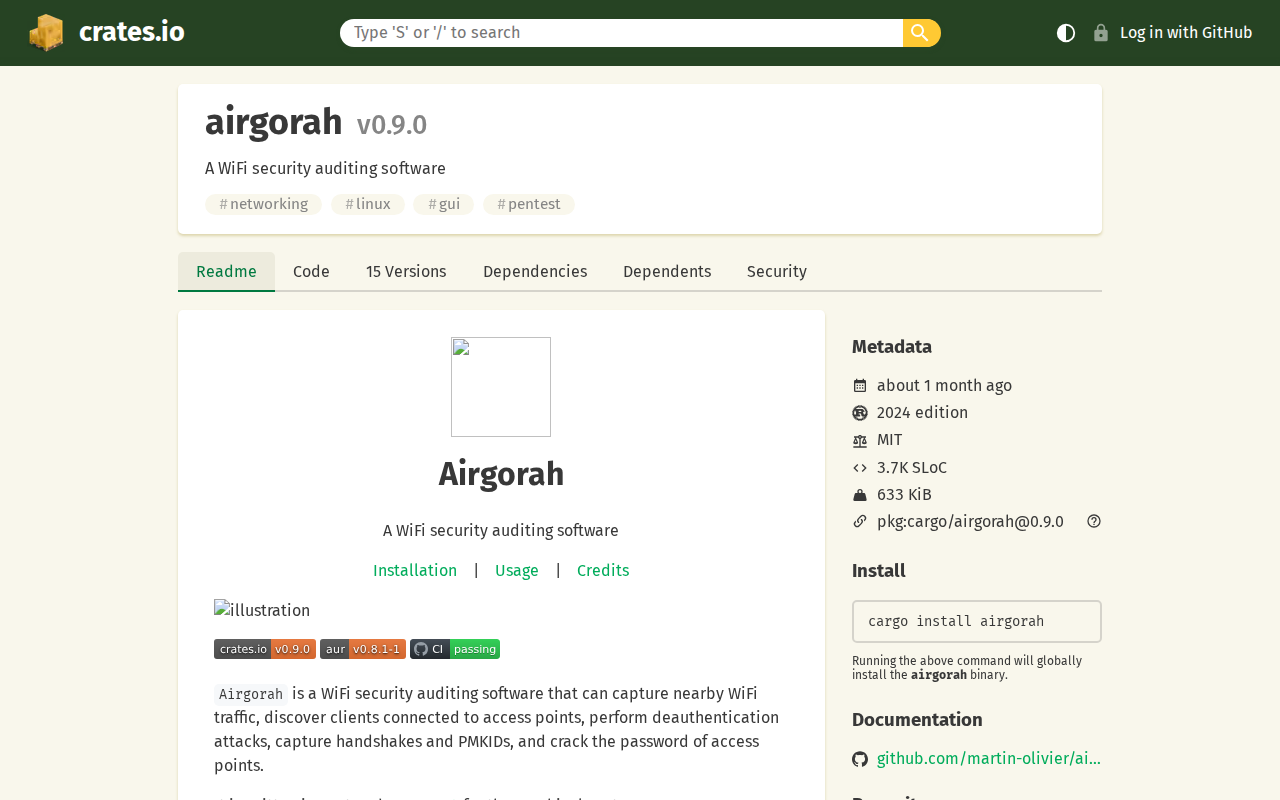 crates.io
Type 'S' or '/' to search
Log in with GitHub
airgorah v0.9.0
A WiFi security auditing software
#networking #linux #gui #pentest
Readme Code 15 Versions Dependencies Dependents Security
Airgorah
A WiFi security auditing software
Installation | Usage | Credits
illustration
crates.io v0.9.0 aur v0.8.1-1 CI passing
Airgorah is a WiFi security auditing software that can capture nearby WiFi
traffic, discover clients connected to access points, perform deauthentication
attacks, capture handshakes and PMKIDs, and crack the password of access
points.
Metadata
about 1 month ago
2024 edition
MIT
3.7K SLoC
633 KiB
pkg:cargo/airgorah@0.9.0
Install
cargo install airgorah
Running the above command will globally
install the airgorah binary.
Documentation
github.com/martin-olivier/ai...